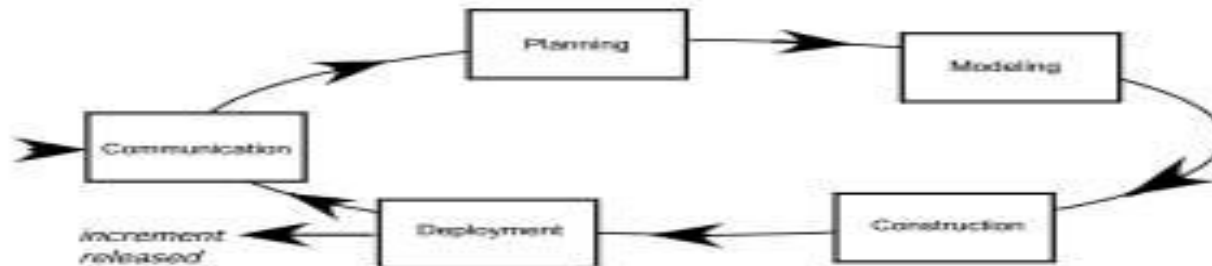 Planning
Modeling
Communication
Construction
Deployment
increment
released